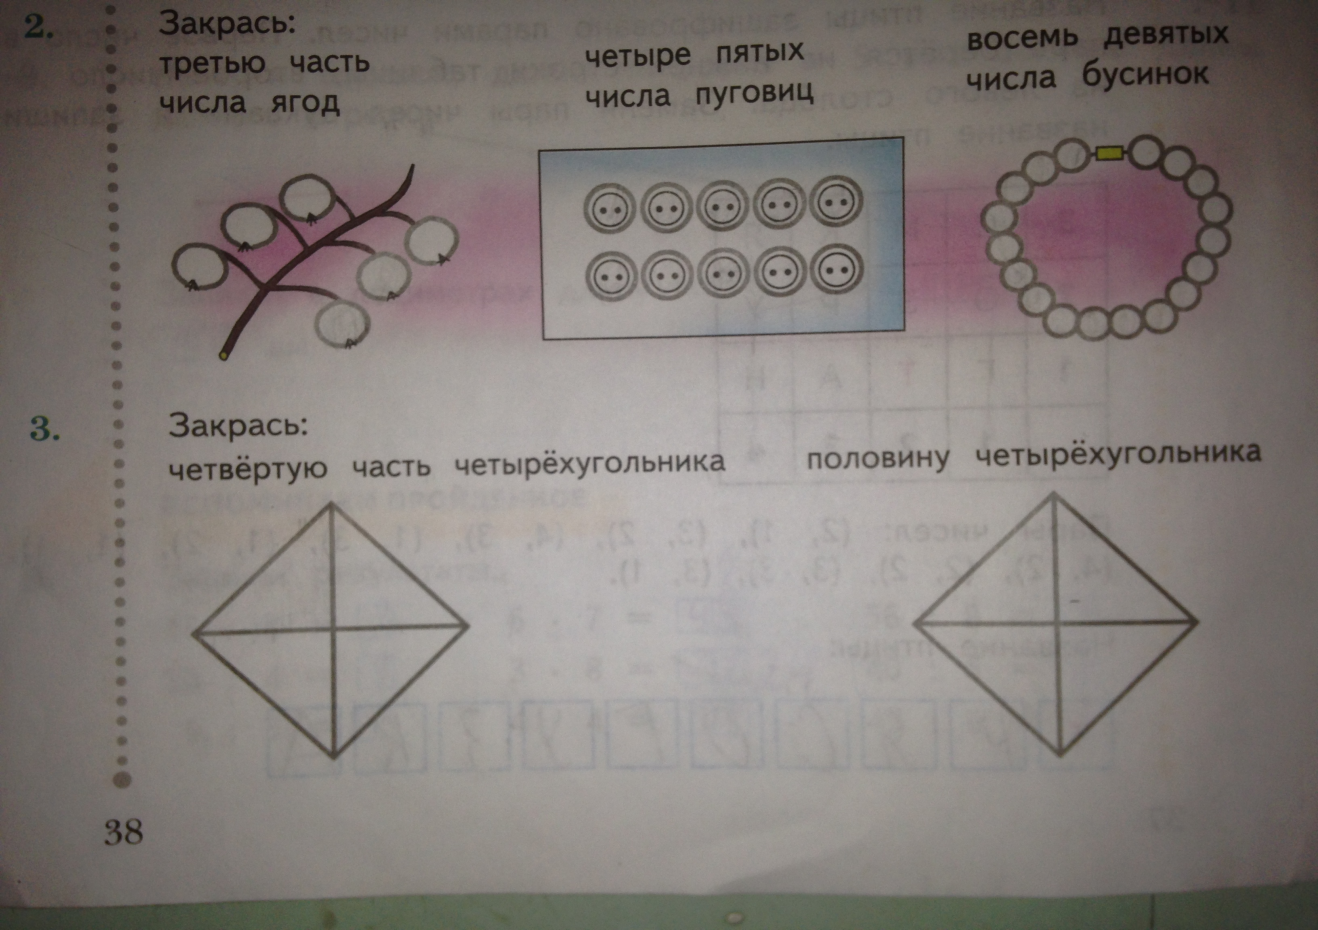 2.
Закрась:
третью часть
числа ягод
четыре пятых
числа пуговиц
восемь девятых
числа бусинок
3.
Закрась:
четвёртую часть четырёхугольника
половину четырёхугольника
38